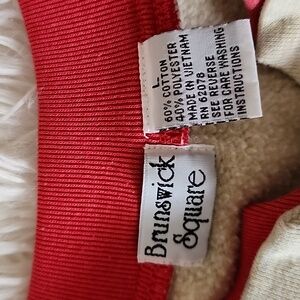 L
60% COTTON
40% POLYESTER
MADE IN VIETNAM
RN 62078
SEE REVERSE
FOR CARE WASHING
INSTRUCTIONS
Brunswick
Square